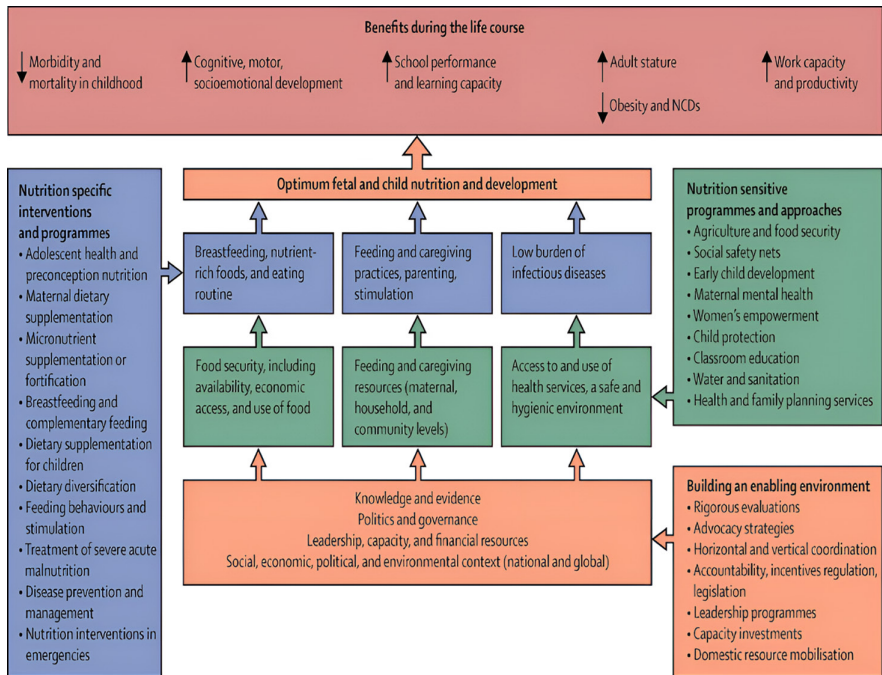 Benefits during the life course
Morbidity and
mortality in childhood
Cognitive, motor,
socioemotional development
School performance
and learning capacity
Adult stature
Obesity and NCDs
Work capacity
and productivity
Optimum fetal and child nutrition and development
Nutrition specific
interventions
and programmes
• Adolescent health and
preconception nutrition
• Maternal dietary
supplementation
• Micronutrient
supplementation or
fortification
• Breastfeeding and
complementary feeding
• Dietary supplementation
for children
• Dietary diversification
• Feeding behaviours and
stimulation
• Treatment of severe acute
malnutrition
• Disease prevention and
management
• Nutrition interventions in
emergencies
Breastfeeding, nutrient-
rich foods, and eating
routine
Feeding and caregiving
practices, parenting,
stimulation
Low burden of
infectious diseases
Food security, including
availability, economic
access, and use of food
Feeding and caregiving
resources (maternal,
household, and
community levels)
Access to and use of
health services, a safe and
hygienic environment
Knowledge and evidence
Politics and governance
Leadership, capacity, and financial resources
Social, economic, political, and environmental context (national and global)
Nutrition sensitive
programmes and approaches
• Agriculture and food security
• Social safety nets
• Early child development
• Maternal mental health
• Women's empowerment
• Child protection
• Classroom education
• Water and sanitation
• Health and family planning services
Building an enabling environment
• Rigorous evaluations
• Advocacy strategies
• Horizontal and vertical coordination
• Accountability, incentives regulation,
legislation
• Leadership programmes
• Capacity investments
• Domestic resource mobilisation